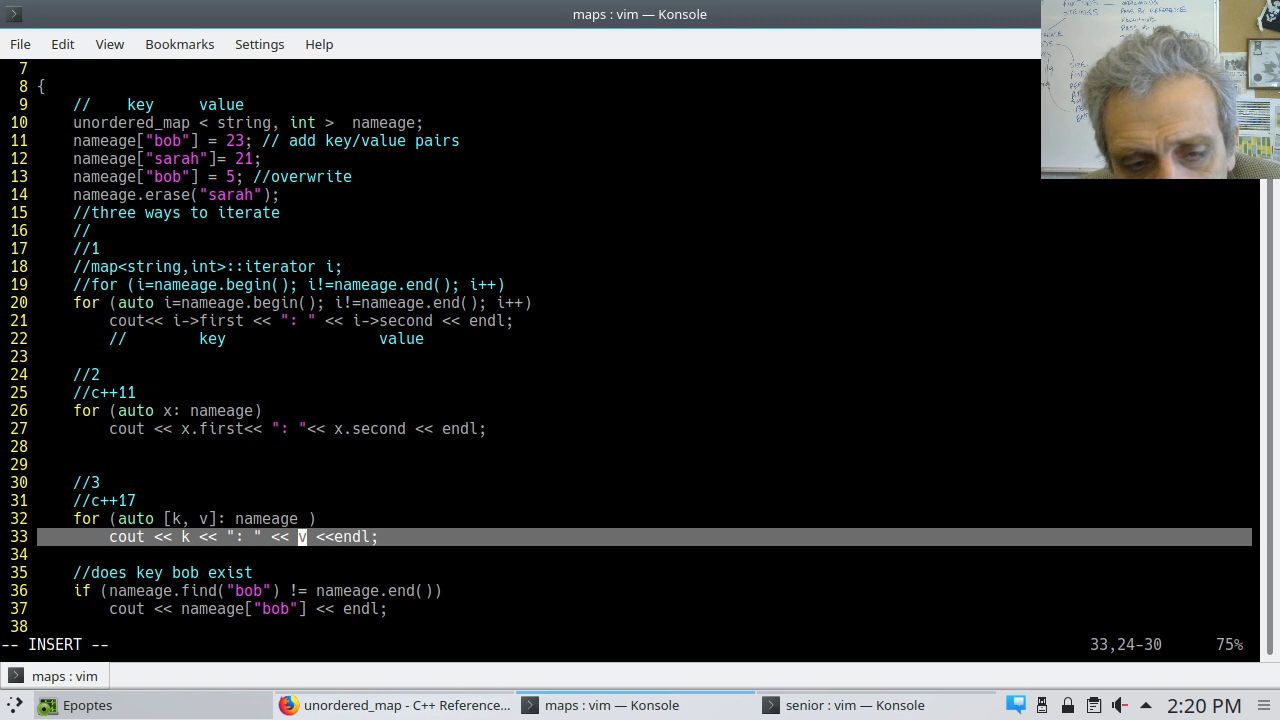 maps : vim — Konsole
File Edit View Bookmarks Settings Help
7
8 {
9 // key value
10 unordered_map < string, int > nameage;
11 nameage["bob"] = 23; // add key/value pairs
12 nameage["sarah"]= 21;
13 nameage["bob"] = 5; //overwrite
14 nameage.erase("sarah");
15 //three ways to iterate
16 //
17 //1
18 //map<string,int>::iterator i;
19 //for (i=nameage.begin(); i!=nameage.end(); i++)
20 for (auto i=nameage.begin(); i!=nameage.end(); i++)
21 cout<< i->first << ": " << i->second << endl;
22 // key value
23
24 //2
25 //c++11
26 for (auto x: nameage)
27 cout << x.first<< ": "<< x.second << endl;
28
29
30 //3
31 //c++17
32 for (auto [k, v]: nameage )
33 cout << k << ": " << v <<endl;
34
35 //does key bob exist
36 if (nameage.find("bob") != nameage.end())
37 cout << nameage["bob"] << endl;
38
-- INSERT -- 33,24-30 75%
maps : vim
Epoptes unordered_map - C++ Reference... maps : vim — Konsole senior : vim — Konsole 2:20 PM